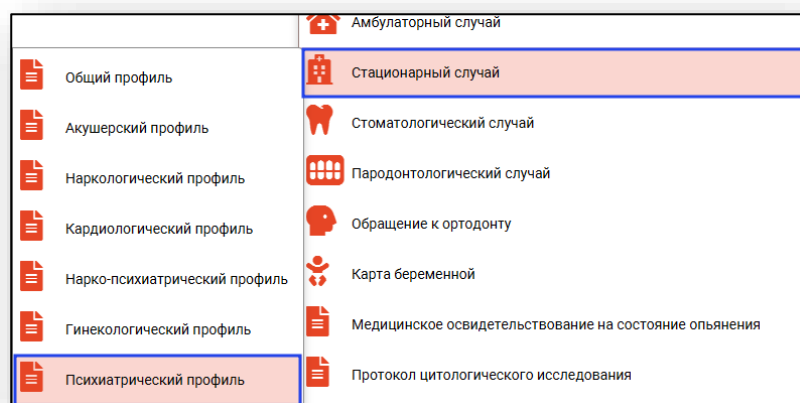 Амбулаторный случай
Стационарный случай
Стоматологический случай
Пародонтологический случай
Обращение к ортодонту
Карта беременной
Медицинское освидетельствование на состояние опьянения
Протокол цитологического исследования
Общий профиль
Акушерский профиль
Наркологический профиль
Кардиологический профиль
Нарко-психиатрический профиль
Гинекологический профиль
Психиатрический профиль